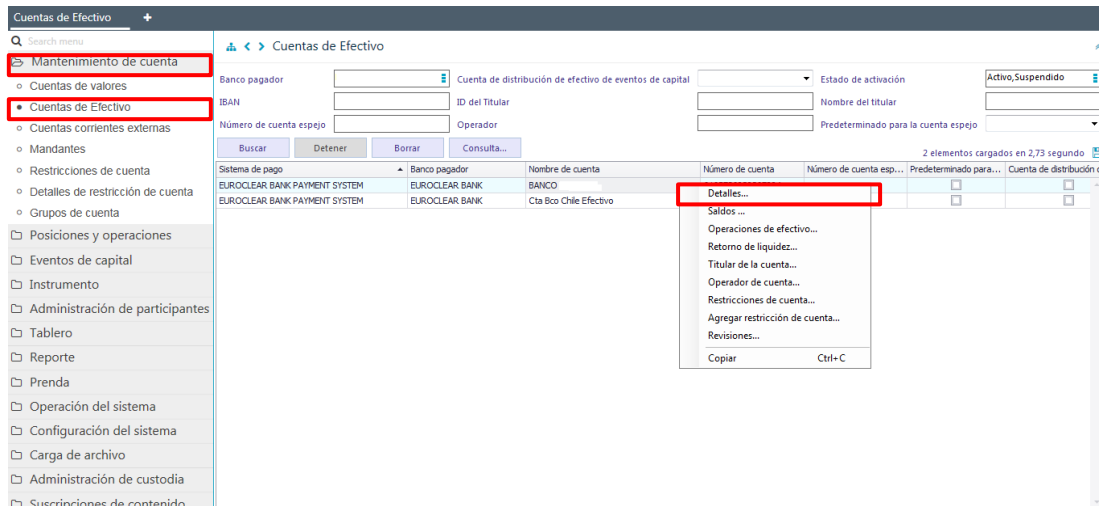 Cuentas de Efectivo +
Search menu
Mantenimiento de cuenta
Cuentas de valores
Cuentas de Efectivo
Cuentas corrientes externas
Mandantes
Restricciones de cuenta
Detalles de restricción de cuenta
Grupos de cuenta
Posiciones y operaciones
Eventos de capital
Instrumento
Administración de participantes
Tablero
Reporte
Prenda
Operación del sistema
Configuración del sistema
Carga de archivo
Administración de custodia
Suscripciones de contenido
Cuentas de Efectivo
Banco pagador Cuenta de distribución de efectivo de eventos de capital Estado de activación Activo,Suspendido
IBAN ID del Titular Nombre del titular
Número de cuenta espejo Operador Predeterminado para la cuenta espejo
Buscar Detener Borrar Consulta...
2 elementos cargados en 2,73 segundo
Sistema de pago Banco pagador Nombre de cuenta Número de cuenta Número de cuenta esp... Predeterminado para... Cuenta de distribución
EUROCLEAR BANK PAYMENT SYSTEM EUROCLEAR BANK BANCO
EUROCLEAR BANK PAYMENT SYSTEM EUROCLEAR BANK Cta Bco Chile Efectivo
Detalles...
Saldos ...
Operaciones de efectivo...
Retorno de liquidez...
Titular de la cuenta...
Operador de cuenta...
Restricciones de cuenta...
Agregar restricción de cuenta...
Revisiones...
Copiar Ctrl+C